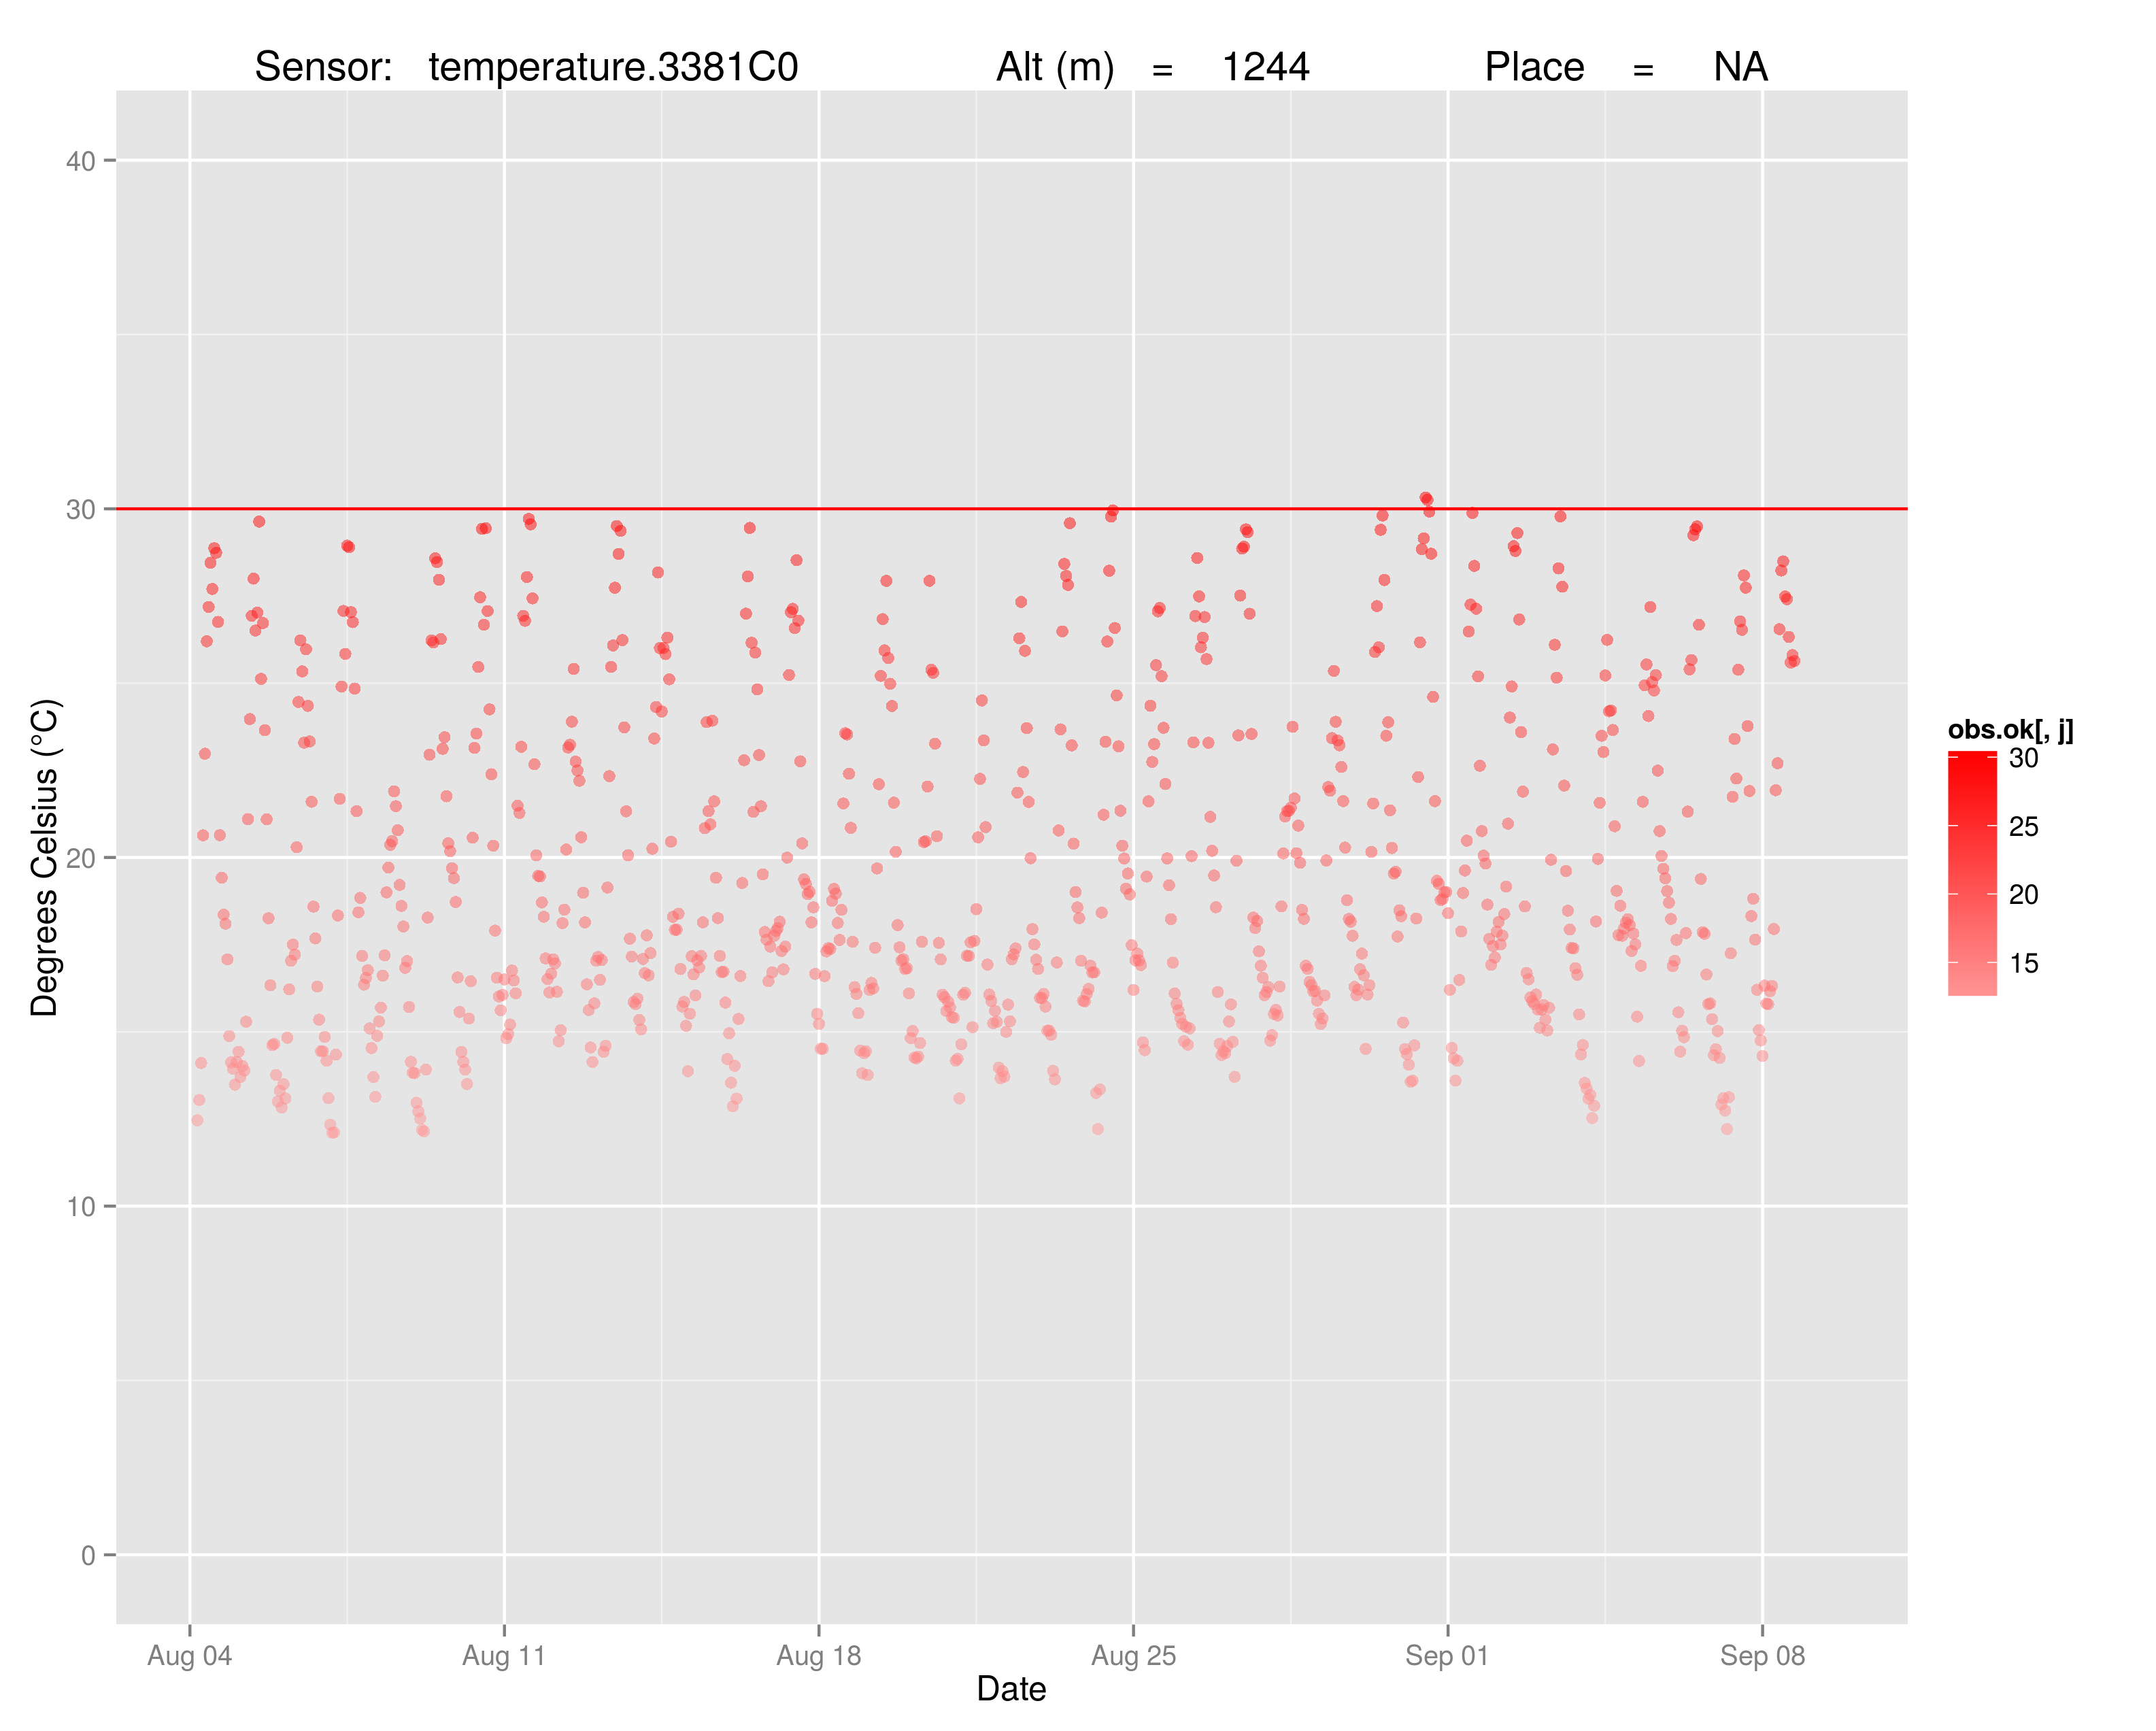 Sensor: temperature.3381C0 Alt (m) = 1244 Place = NA
40
30
20
10
0
Degrees Celsius (°C)
Aug 04 Aug 11 Aug 18 Aug 25 Sep 01 Sep 08
Date
obs.ok[, j]
30
25
20
15